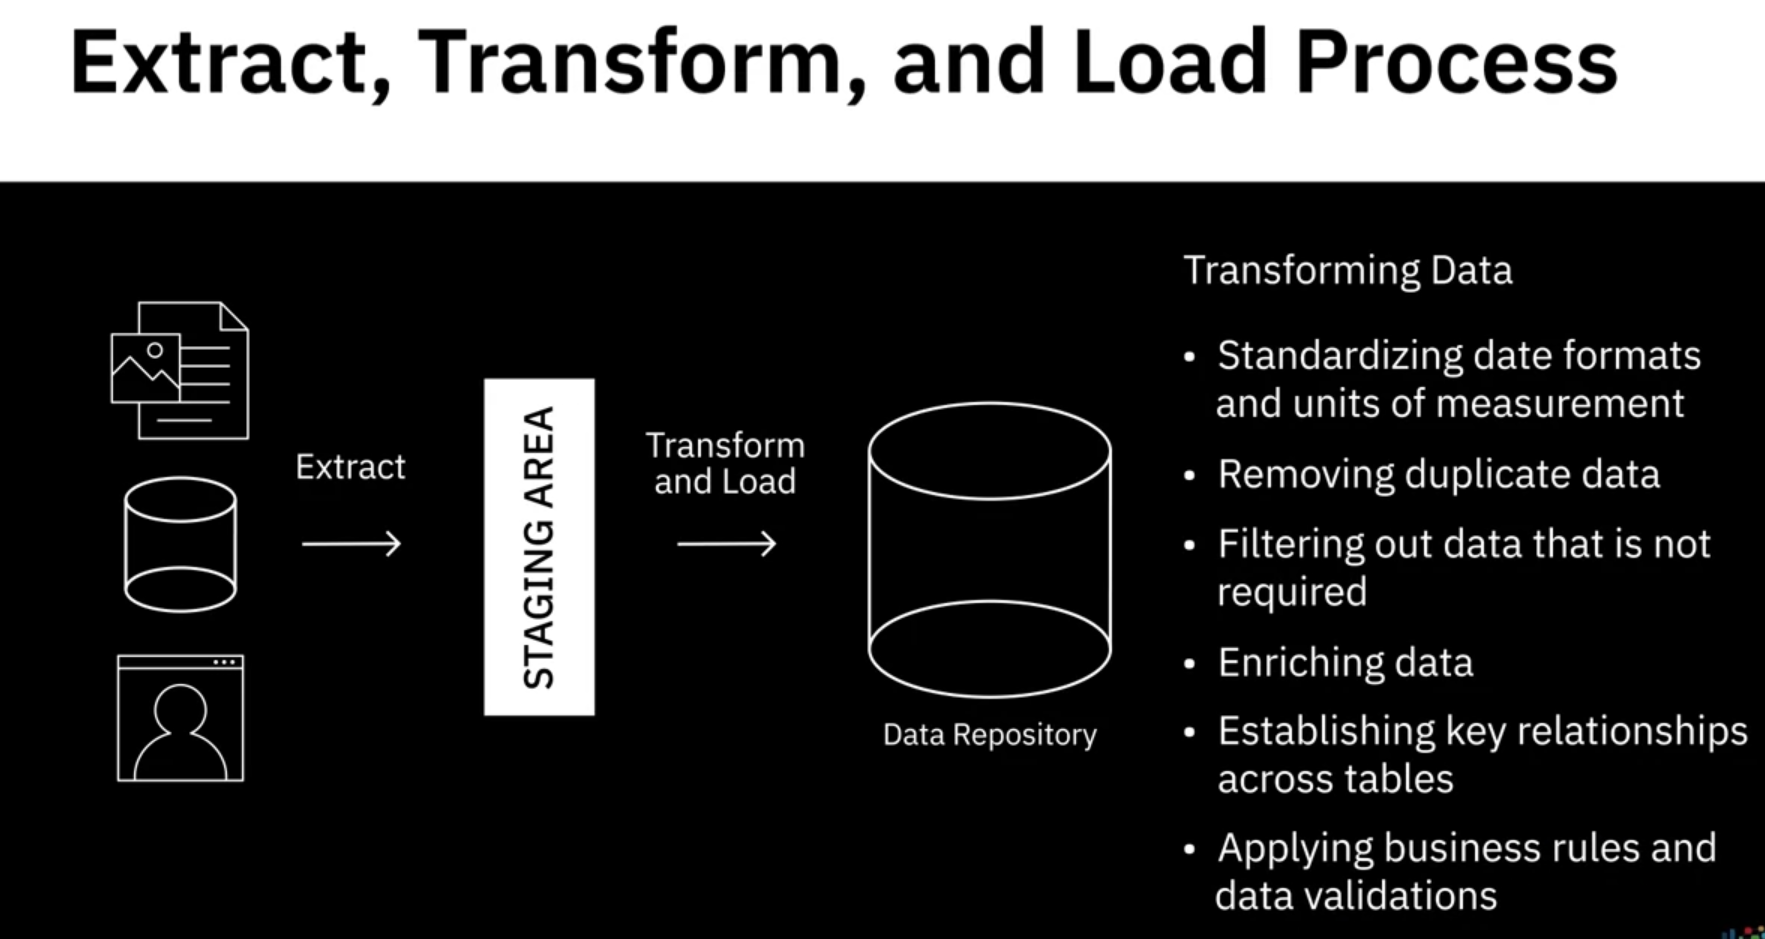 Extract, Transform, and Load Process
Extract
STAGING AREA
Transform
and Load
Data Repository
Transforming Data
• Standardizing date formats
and units of measurement
• Removing duplicate data
• Filtering out data that is not
required
• Enriching data
• Establishing key relationships
across tables
• Applying business rules and
data validations